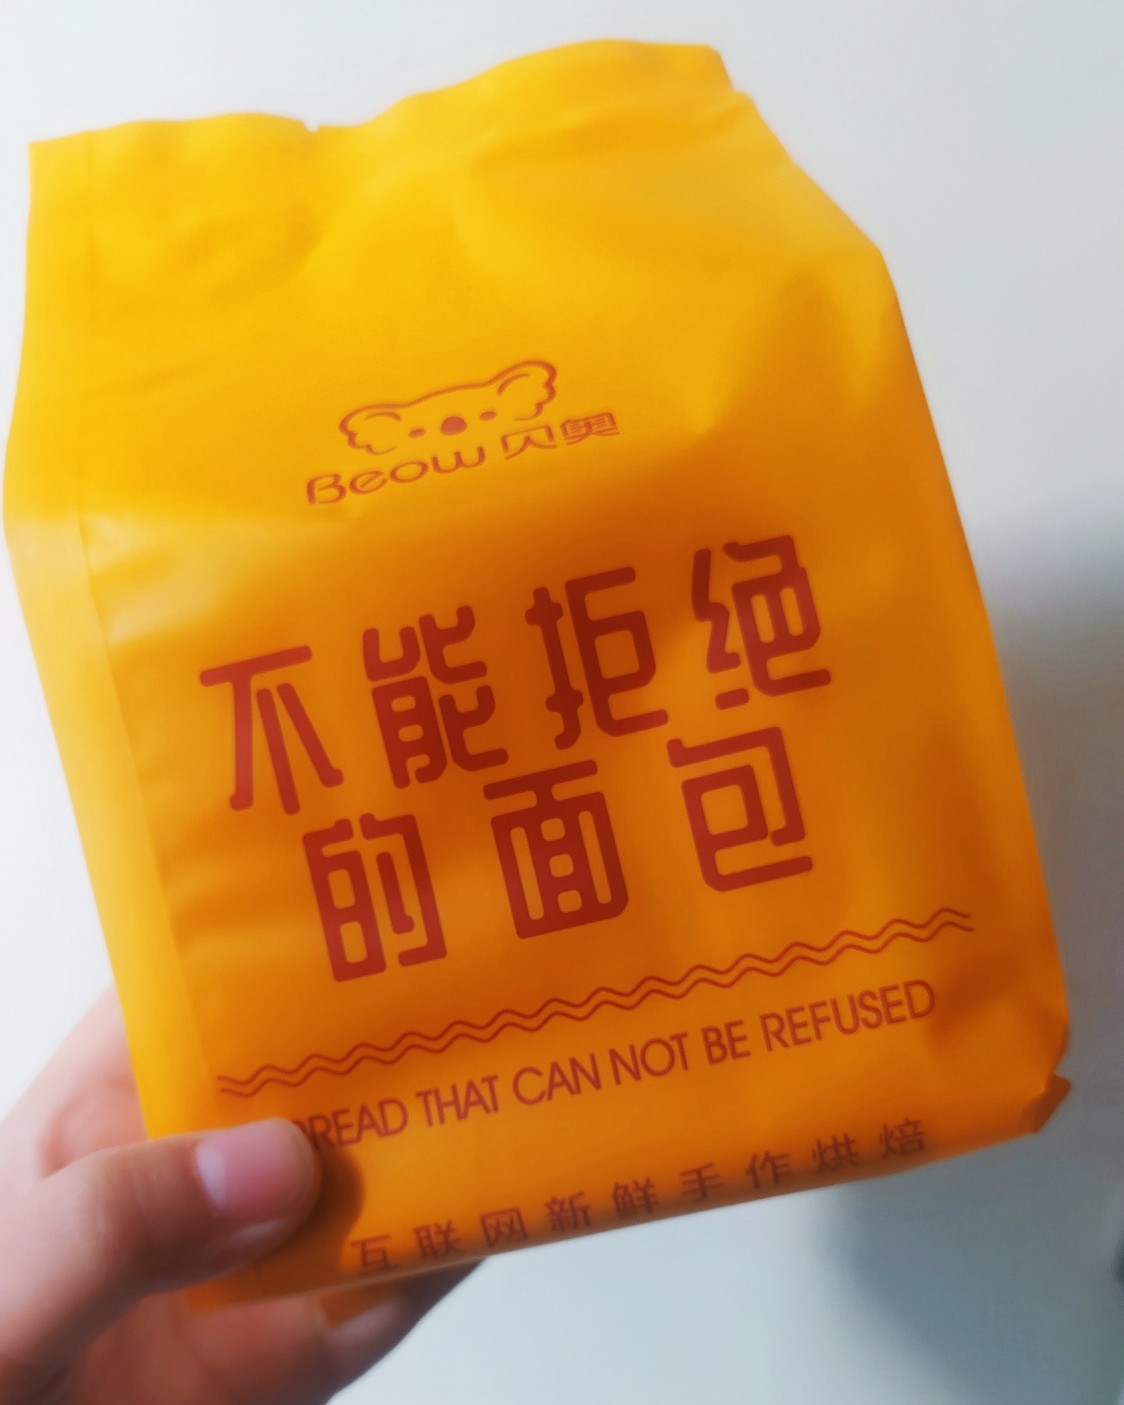 Beow 贝奥
不能拒绝
的面包
BREAD THAT CAN NOT BE REFUSED
互联网新鲜手作烘焙